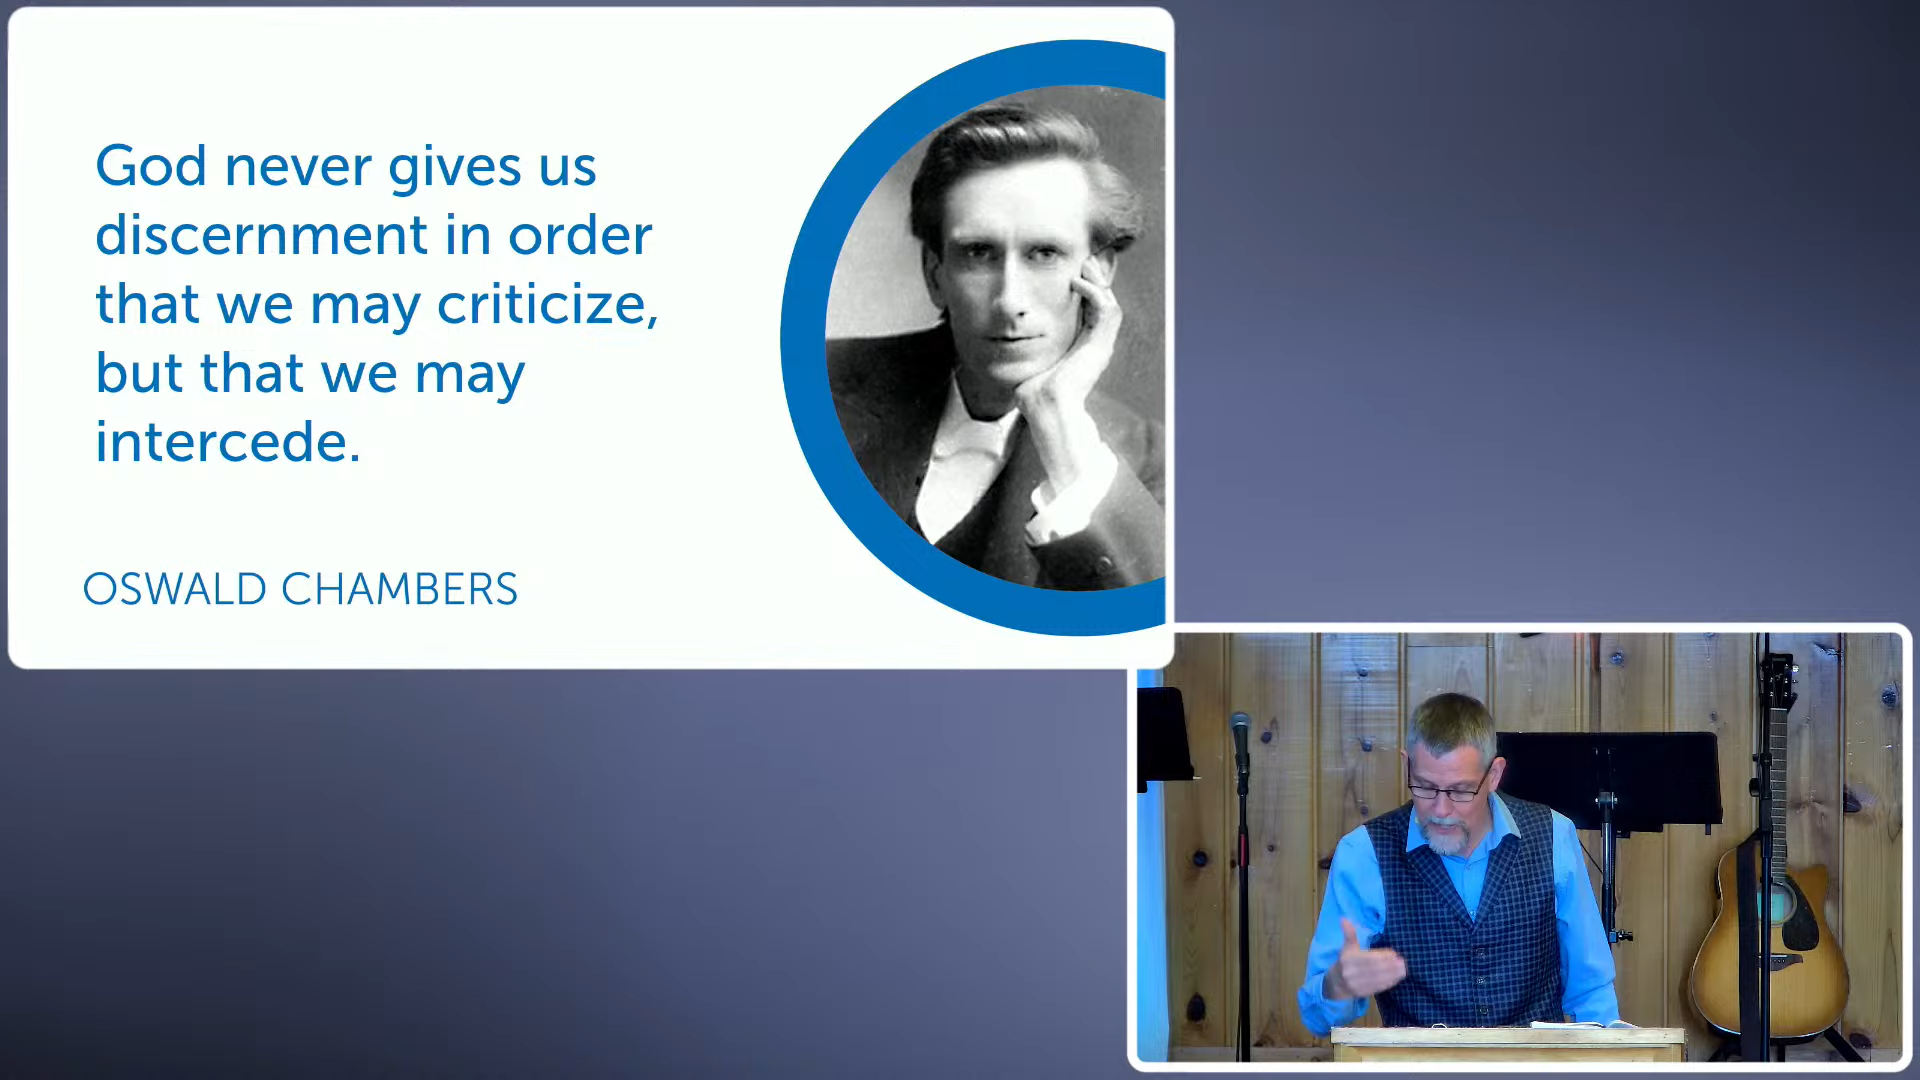 God never gives us
discernment in order
that we may criticize,
but that we may
intercede.
OSWALD CHAMBERS